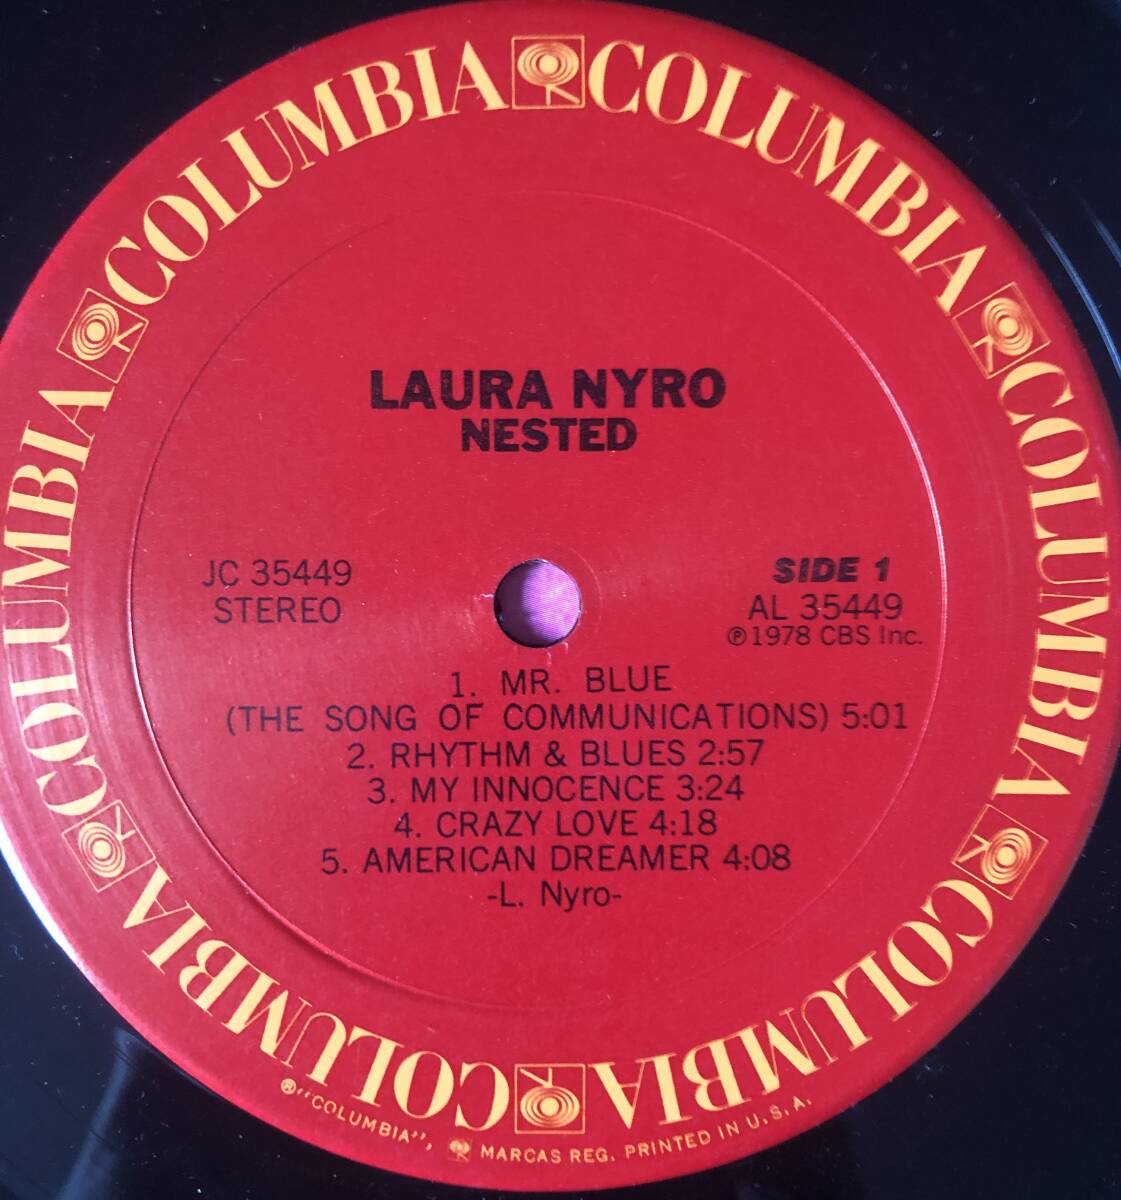 COLUMBIA COLUMBIA COLUMBIA COLUMBIA COLUMBIA COLUMBIA
LAURA NYRO
NESTED
JC 35449
STEREO
SIDE 1
AL 35449
℗ 1978 CBS Inc.
1. MR. BLUE
(THE SONG OF COMMUNICATIONS) 5:01
2. RHYTHM & BLUES 2:57
3. MY INNOCENCE 3:24
4. CRAZY LOVE 4:18
5. AMERICAN DREAMER 4:08
-L. Nyro-
® "COLUMBIA", MARCAS REG. PRINTED IN U.S.A.